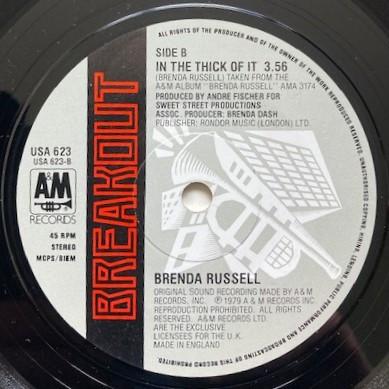 ALL RIGHTS OF THE PRODUCER AND OF THE OWNER OF THE WORK REPRODUCED RESERVED. UNAUTHORISED COPYING, HIRING, LENDING, PUBLIC PERFORMANCE AND BROADCASTING OF THIS RECORD PROHIBITED.
SIDE B
IN THE THICK OF IT 3.56
(BRENDA RUSSELL) TAKEN FROM THE
A&M ALBUM "BRENDA RUSSELL" AMA 3174
PRODUCED BY ANDRE FISCHER FOR
SWEET STREET PRODUCTIONS
ASSOC. PRODUCER: BRENDA DASH
PUBLISHER: RONDOR MUSIC (LONDON) LTD.
USA 623
USA 623-B
A&M
RECORDS
45 RPM
STEREO
MCPS/BIEM
BREAKOUT
BRENDA RUSSELL
ORIGINAL SOUND RECORDING MADE BY A&M
RECORDS, INC. ℗ 1979 A & M RECORDS INC
REPRODUCTION PROHIBITED. ALL RIGHTS
RESERVED. A&M RECORDS LTD.
ARE THE EXCLUSIVE
LICENSEES FOR THE U.K.
MADE IN ENGLAND